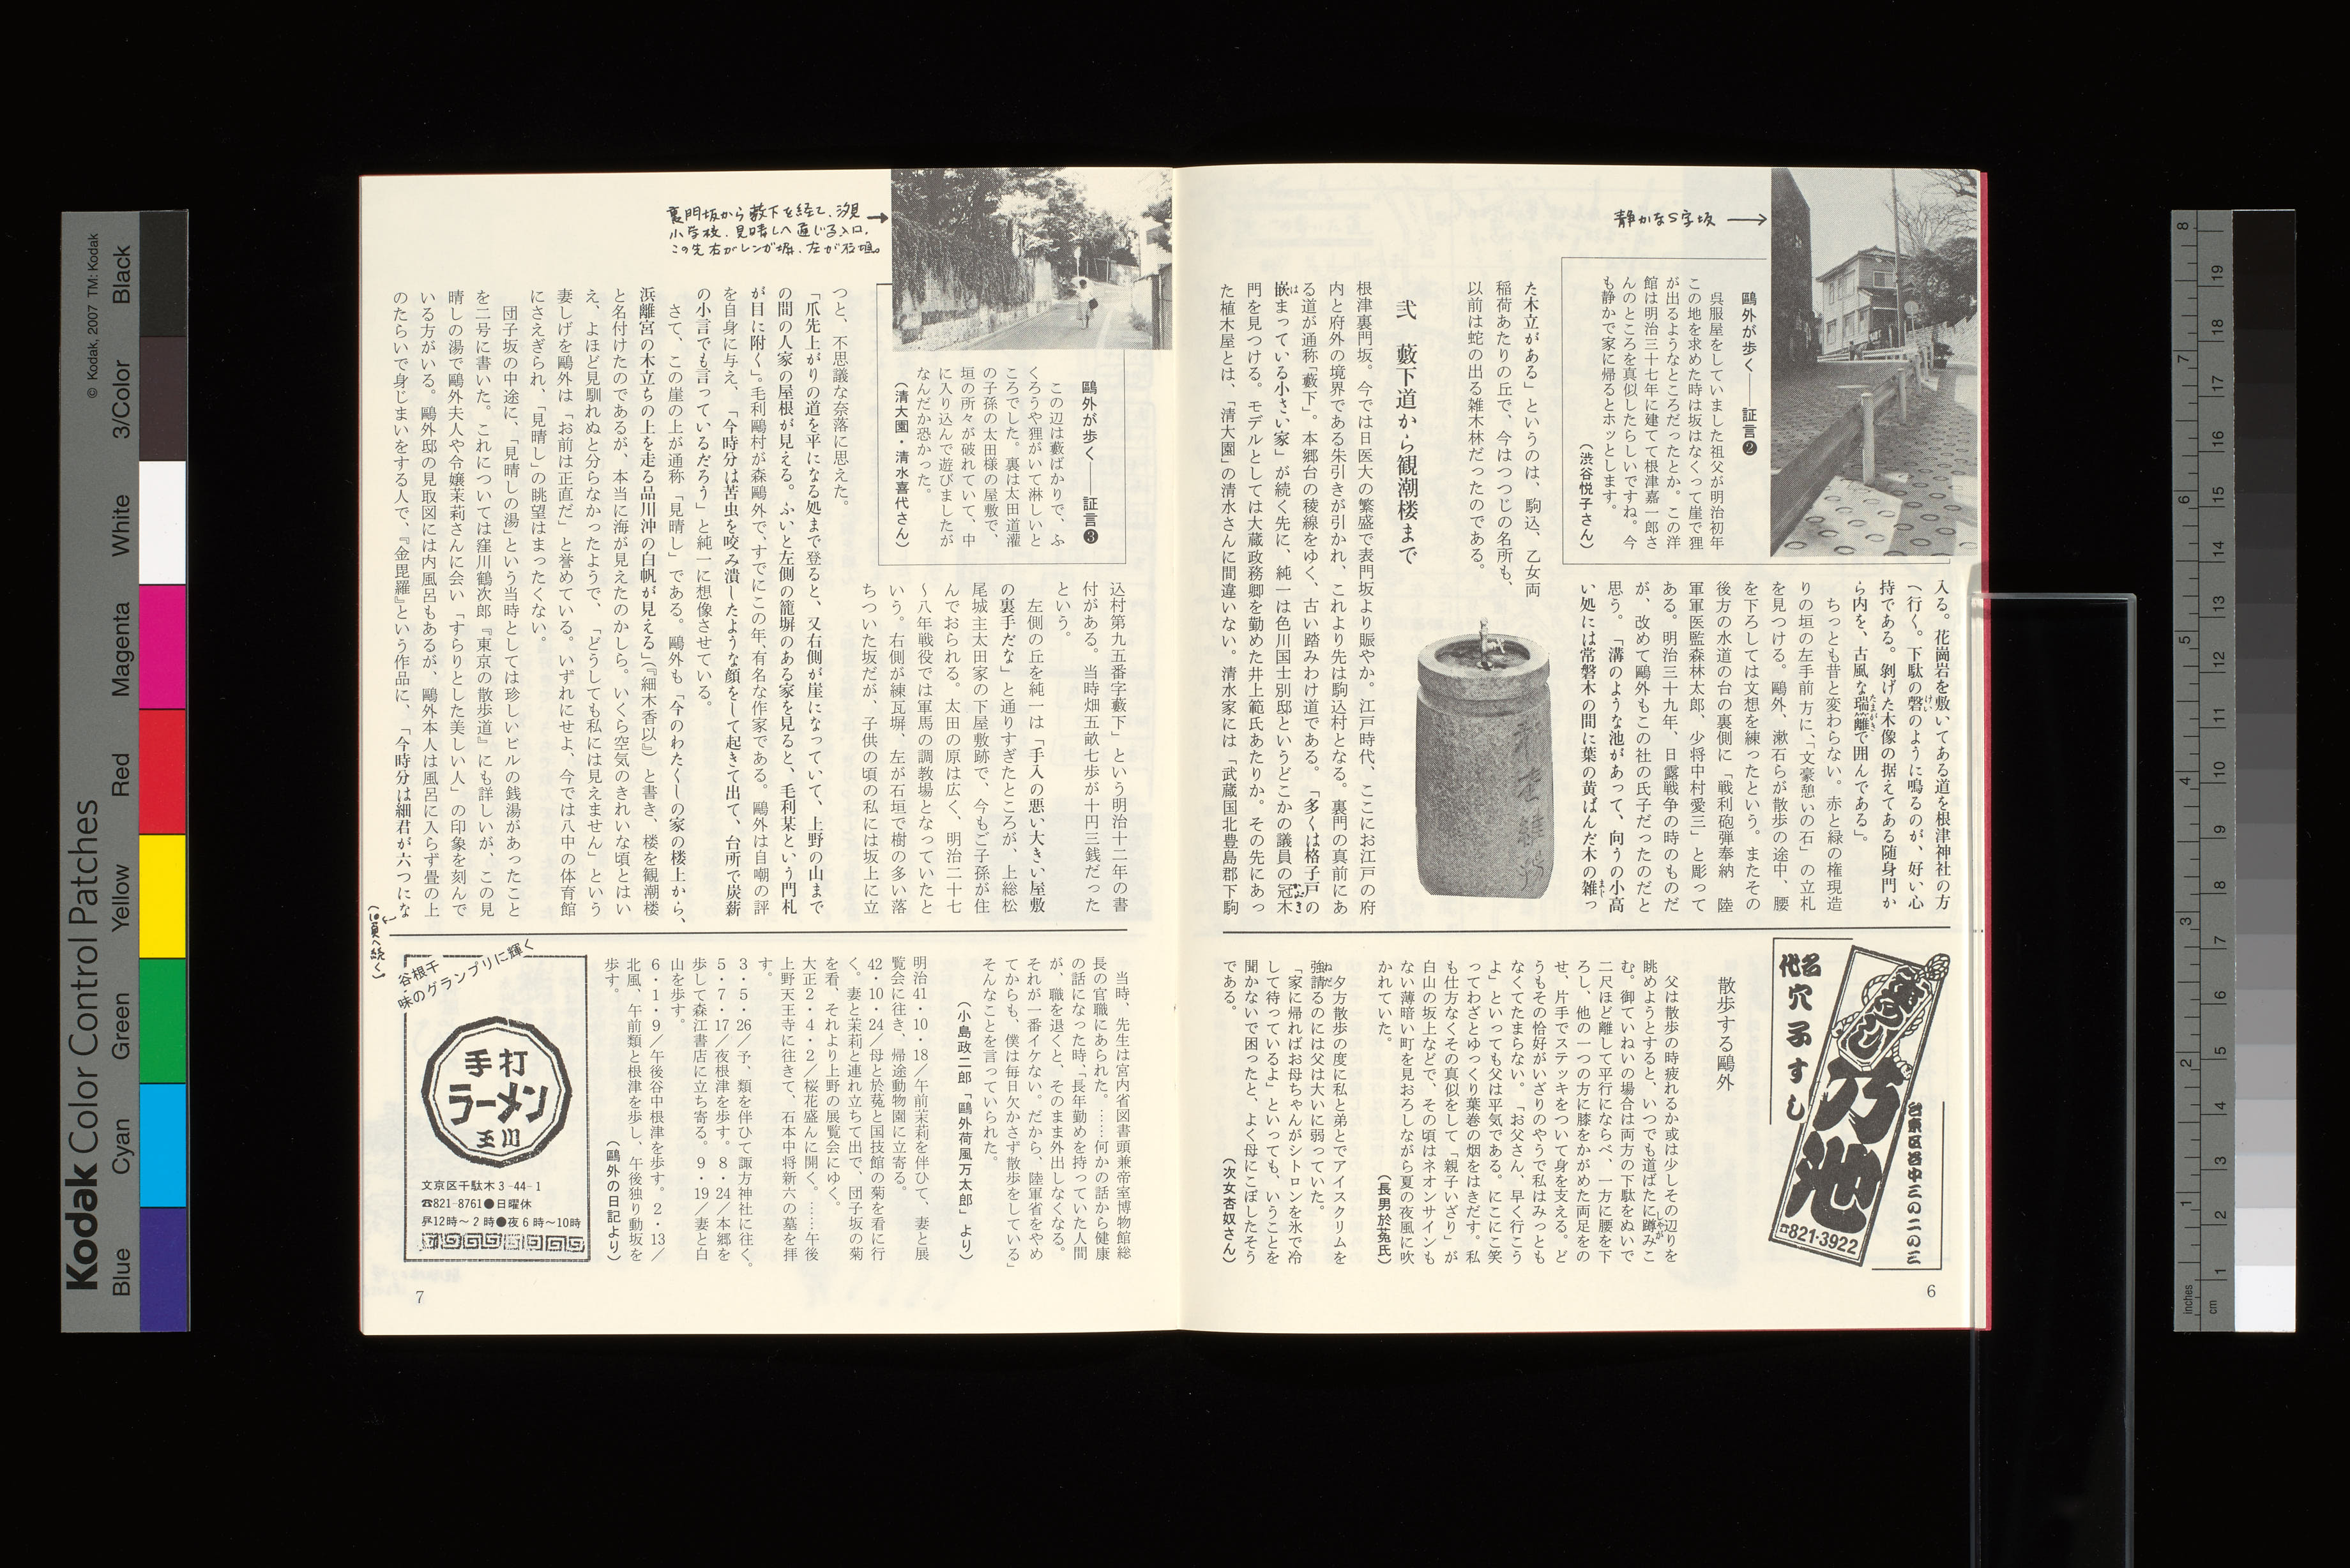 静かなS字坂
鷗外が歩く——証言❷
呉服屋をしていました祖父が明治初年
この地を求めた時は坂はなくって崖で狸
が出るようなところだったとか。この洋
館は明治三十七年に建てて根津嘉一郎さ
んのところを真似したらしいですね。今
も静かで家に帰るとホッとします。
（渋谷悦子さん）
入る。花崗岩を敷いてある道を根津神社の方
へ行く。下駄の磬のように鳴るのが、好い心
持である。剝げた木像の据えてある随身門か
ら内を、古風な瑞籬で囲んである」。
ちっとも昔と変わらない。赤と緑の権現造
りの垣の左手前方に、「文豪憩いの石」の立札
を見つける。鷗外、漱石らが散歩の途中、腰
を下ろしては文想を練ったという。またその
後方の水道の台の裏側に「戦利砲弾奉納　陸
軍軍医監森林太郎、少将中村愛三」と彫って
ある。明治三十九年、日露戦争の時のものだ
が、改めて鷗外もこの社の氏子だったのだと
思う。「溝のような池があって、向うの小高
い処には常磐木の間に葉の黄ばんだ木の雑っ
た木立がある」というのは、駒込、乙女両
稲荷あたりの丘で、今はつつじの名所も、
以前は蛇の出る雑木林だったのである。
弐　藪下道から観潮楼まで
根津裏門坂。今では日医大の繁盛で表門坂より賑やか。江戸時代、ここにお江戸の府
内と府外の境界である朱引きが引かれ、これより先は駒込村となる。裏門の真前にあ
る道が通称「藪下」。本郷台の稜線をゆく、古い踏みわけ道である。「多くは格子戸の
嵌まっている小さい家」が続く先に、純一は色川国士別邸というどこかの議員の冠木
門を見つける。モデルとしては大蔵政務卿を勤めた井上範氏あたりか。その先にあっ
た植木屋とは、「清大園」の清水さんに間違いない。清水家には「武蔵国北豊島郡下駒
名代
穴子すし
乃池
台東区谷中三の二の三
☎821-3922
散歩する鷗外
父は散歩の時疲れるか或は少しその辺りを
眺めようとすると、いつでも道ばたに蹲みこ
む。御ていねいの場合は両方の下駄をぬいで
二尺ほど離して平行にならべ、一方に腰を下
ろし、他の一つの方に膝をかがめた両足をの
せ、片手でステッキをついて身を支える。ど
うもその恰好がいざりのやうで私はみっとも
なくてたまらない。「お父さん、早く行こう
よ」といっても父は平気である。にこにこ笑
ってわざとゆっくり葉巻の烟をはきだす。私
も仕方なくその真似をして「親子いざり」が
白山の坂上などで、その頃はネオンサインも
ない薄暗い町を見おろしながら夏の夜風に吹
かれていた。
（長男於菟氏）
夕方散歩の度に私と弟とでアイスクリームを
強請るのには父は大いに弱っていた。
「家に帰ればお母ちゃんがシトロンを氷で冷
して待っているよ」といっても、いうことを
聞かないで困ったと、よく母にこぼしたそう
である。
（次女杏奴さん）
6
裏門坂から藪下を経て、汐見
小学校、見晴しへ通じる入口。
この先右がレンガ塀、左が石垣。
鷗外が歩く——証言❸
この辺は藪ばかりで、ふ
くろうや狸がいて淋しいと
ころでした。裏は太田道灌
の子孫の太田様の屋敷で、
垣の所々が破れていて、中
に入り込んで遊びましたが
なんだか恐かった。
（清大園・清水喜代さん）
込村第九五番字藪下」という明治十二年の書
付がある。当時畑五畝七歩が十円三銭だった
という。
左側の丘を純一は「手入の悪い大きい屋敷
の裏手だな」と通りすぎたところが、上総松
尾城主太田家の下屋敷跡で、今もご子孫が住
んでおられる。太田の原は広く、明治二十七
〜八年戦役では軍馬の調教場となっていたと
いう。右側が練瓦塀、左が石垣で樹の多い落
ちついた坂だが、子供の頃の私には坂上に立
つと、不思議な奈落に思えた。
「爪先上がりの道を平になる処まで登ると、又右側が崖になっていて、上野の山まで
の間の人家の屋根が見える。ふいと左側の籠塀のある家を見ると、毛利某という門札
が目に附く」。毛利鷗村が森鷗外で、すでにこの年、有名な作家である。鷗外は自嘲の評
を自身に与え、「今時分は苦虫を咬み潰したような顔をして起きて出て、台所で炭薪
の小言でも言っているだろう」と純一に想像させている。
さて、この崖の上が通称「見晴し」である。鷗外も「今のわたくしの家の楼上から、
浜離宮の木立らの上を走る品川沖の白帆が見える」（『細木香以』）と書き、楼を観潮楼
と名付けたのであるが、本当に海が見えたのかしら。いくら空気のきれいな頃とはい
え、よほど見馴れぬと分らなかったようで、「どうしても私には見えません」という
妻しげを鷗外は「お前は正直だ」と誉めている。いずれにせよ、今では八中の体育館
にさえぎられ、「見晴し」の眺望はまったくない。
団子坂の中途に、「見晴しの湯」という当時としては珍しいビルの銭湯があったこと
を二号に書いた。これについては窪川鶴次郎『東京の散歩道』にも詳しいが、この見
晴しの湯で鷗外夫人や令嬢茉莉さんに会い「すらりとした美しい人」の印象を刻んで
いる方がいる。鷗外邸の見取図には内風呂もあるが、鷗外本人は風呂に入らず畳の上
のたらいで身じまいをする人で、『金毘羅』という作品に、「今時分は細君が六つにな
当時、先生は宮内省図書頭兼帝室博物館総
長の官職にあられた。……何かの話から健康
の話になった時、「長年勤めを持っていた人間
が、職を退くと、そのまま外出しなくなる。
それが一番イケない。だから、陸軍省をやめ
てからも、僕は毎日欠かさず散歩をしている」
そんなことを言っていられた。
（小島政二郎「鷗外荷風万太郎」より）
明治41・10・18／午前茉莉を伴ひて、妻と展
覧会に往き、帰途動物園に立寄る。
42・10・24／母と於菟と国技館の菊を看に行
く。妻と茉莉と連れ立ちて出で、団子坂の菊
を看、それより上野の展覧会にゆく。
大正2・4・2／桜花盛んに開く。……午後
上野天王寺に往きて、石本中将新六の墓を拝
す。
3・5・26／予、類を伴ひて諏方神社に往く。
5・7・17／夜根津を歩す。8・24／本郷を
歩して森江書店に立ち寄る。9・19／妻と白
山を歩す。
6・1・9／午後谷中根津を歩す。2・13／
北風、午前類と根津を歩し、午後独り動坂を
歩す。
（鷗外の日記より）
谷根千
味のグランプリに輝く
手打
ラーメン
玉川
文京区千駄木3-44-1
☎821-8761●日曜休
昼12時〜2時●夜6時〜10時
7
Kodak Color Control Patches
© Kodak, 2007 TM: Kodak
Blue Cyan Green Yellow Red Magenta White 3/Color Black
inches 1 2 3 4 5 6 7 8
cm 1 2 3 4 5 6 7 8 9 10 11 12 13 14 15 16 17 18 19